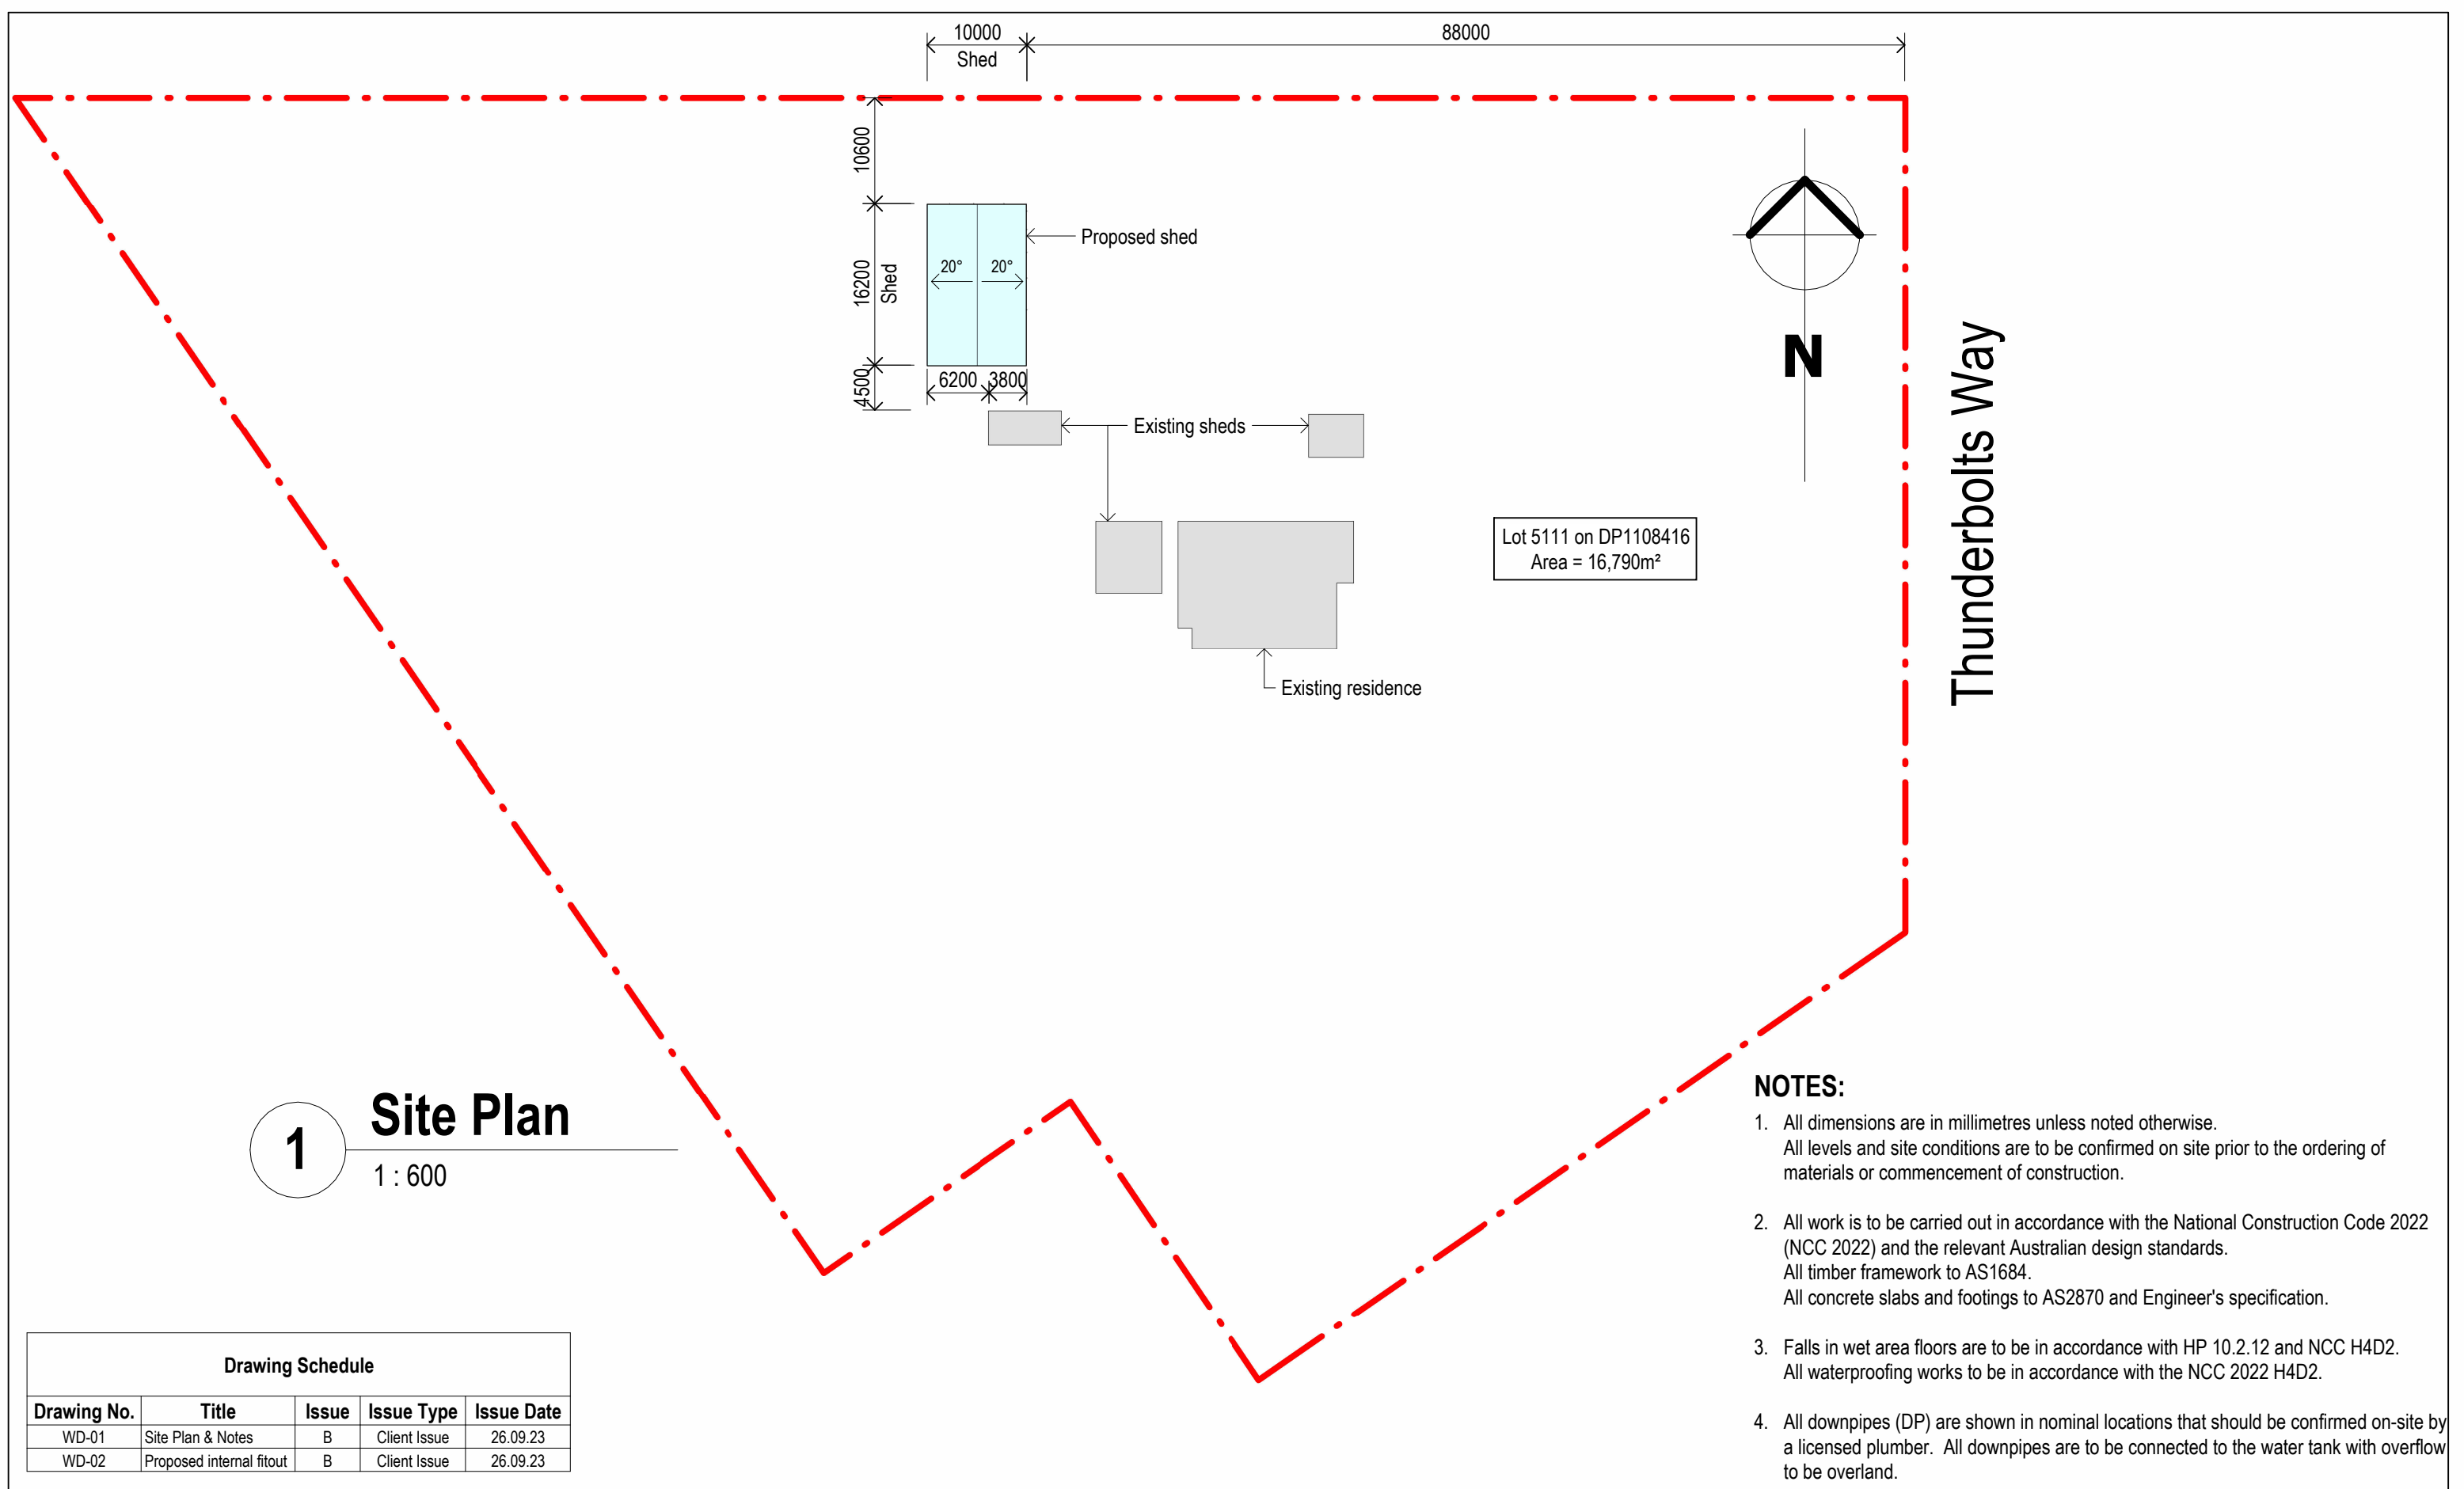 10000
Shed
88000
10600
Proposed shed
16200
Shed
20°
20°
4500
6200
3800
Existing sheds
N
Thunderbolts Way
Lot 5111 on DP1108416
Area = 16,790m²
Existing residence
1
Site Plan
1 : 600
NOTES:
1. All dimensions are in millimetres unless noted otherwise.
All levels and site conditions are to be confirmed on site prior to the ordering of
materials or commencement of construction.
2. All work is to be carried out in accordance with the National Construction Code 2022
(NCC 2022) and the relevant Australian design standards.
All timber framework to AS1684.
All concrete slabs and footings to AS2870 and Engineer's specification.
3. Falls in wet area floors are to be in accordance with HP 10.2.12 and NCC H4D2.
All waterproofing works to be in accordance with the NCC 2022 H4D2.
4. All downpipes (DP) are shown in nominal locations that should be confirmed on-site by
a licensed plumber. All downpipes are to be connected to the water tank with overflow
to be overland.
Drawing Schedule
Drawing No. Title Issue Issue Type Issue Date
WD-01 Site Plan & Notes B Client Issue 26.09.23
WD-02 Proposed internal fitout B Client Issue 26.09.23